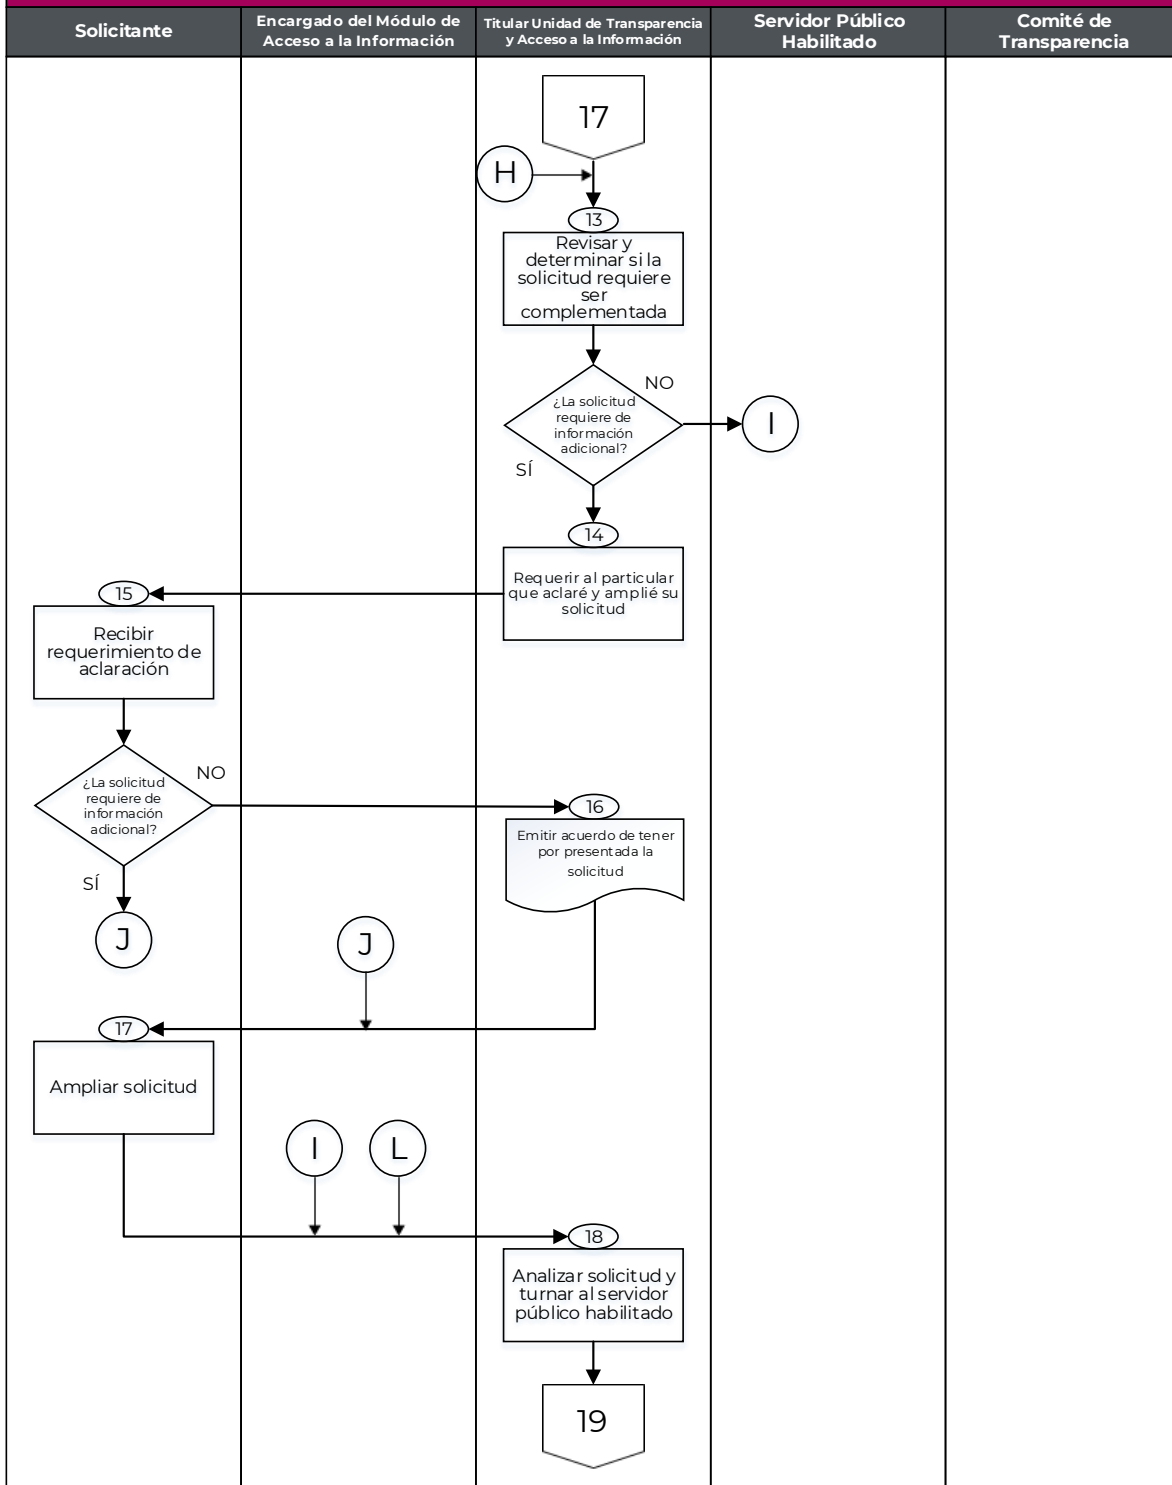 Solicitante
Encargado del Módulo de
Acceso a la Información
Titular Unidad de Transparencia
y Acceso a la Información
Servidor Público
Habilitado
Comité de
Transparencia
17
H
13
Revisar y
determinar si la
solicitud requiere
ser
complementada
¿La solicitud
requiere de
información
adicional?
NO
I
SÍ
14
Requerir al particular
que aclaré y amplié su
solicitud
15
Recibir
requerimiento de
aclaración
¿La solicitud
requiere de
información
adicional?
NO
16
Emitir acuerdo de tener
por presentada la
solicitud
SÍ
J
J
17
Ampliar solicitud
I
L
18
Analizar solicitud y
turnar al servidor
público habilitado
19